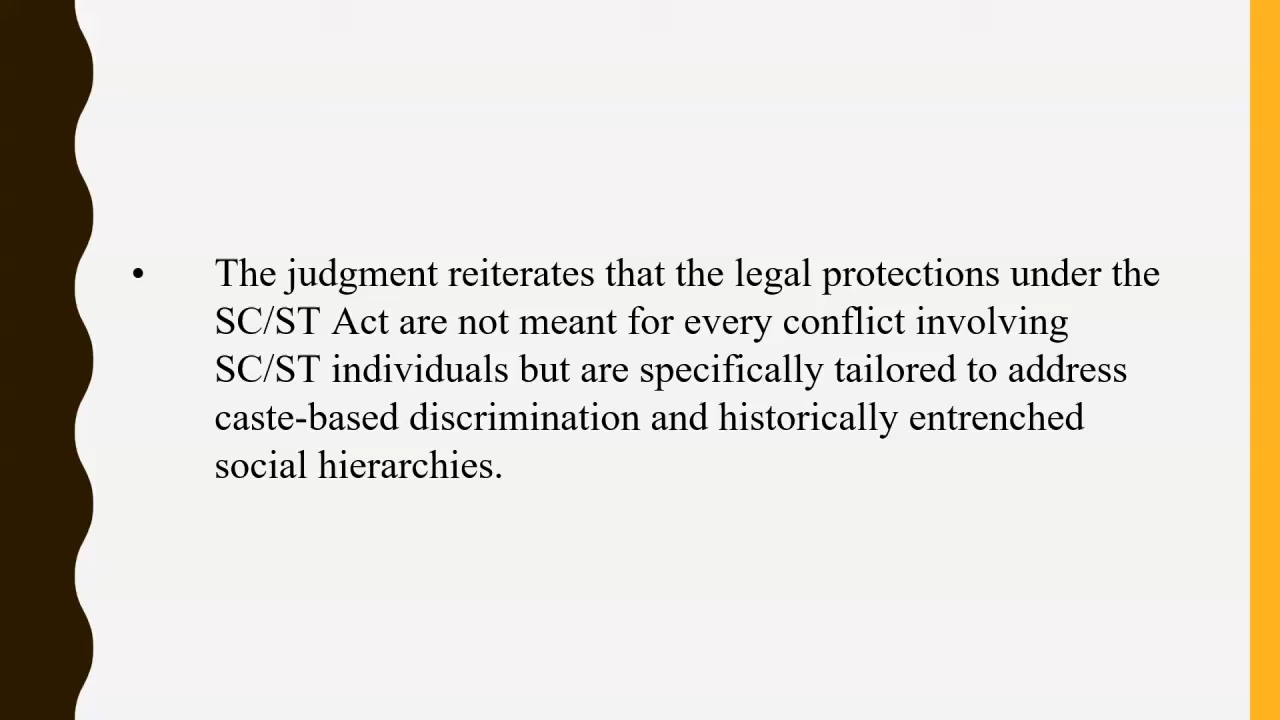 • The judgment reiterates that the legal protections under the
SC/ST Act are not meant for every conflict involving
SC/ST individuals but are specifically tailored to address
caste-based discrimination and historically entrenched
social hierarchies.